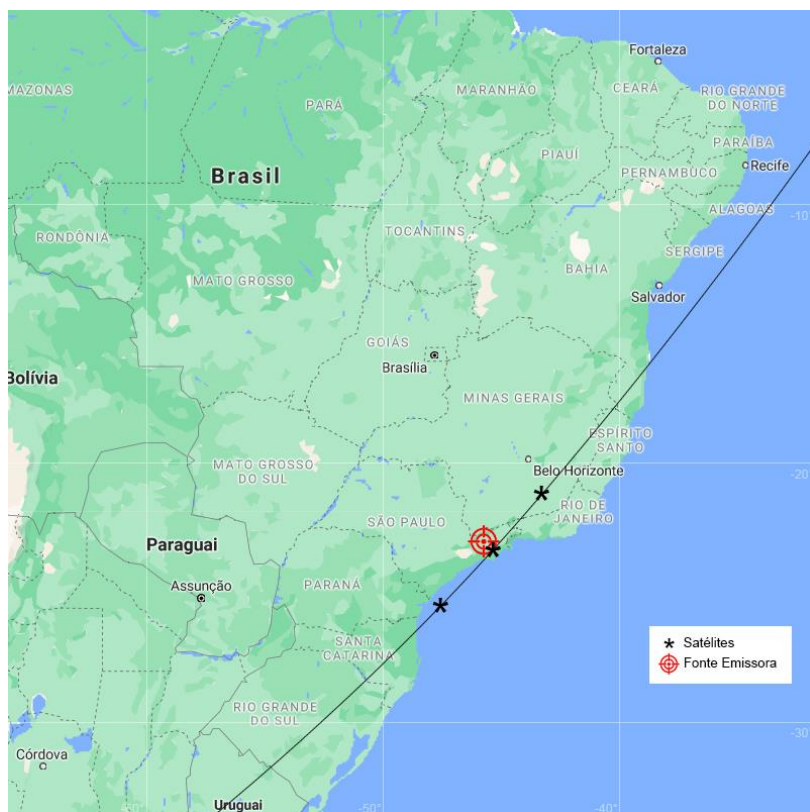 Fortaleza
MAZONAS
MARANHÃO
CEARÁ
RIO GRANDE
DO NORTE
PARÁ
PARAÍBA
PIAUÍ
Recife
Brasil
PERNAMBUCO
ALAGOAS
-10
RONDÔNIA
TOCANTINS
SERGIPE
MATO GROSSO
BAHIA
Salvador
GOIÁS
Brasília
Bolívia
MINAS GERAIS
ESPÍRITO
SANTO
-20
MATO GROSSO
DO SUL
Belo Horizonte
RIO DE
JANEIRO
SÃO PAULO
Paraguai
Assunção
PARANÁ
SANTA
CATARINA
Satélites
Fonte Emissora
RIO GRANDE
DO SUL
-30
Córdova
Uruguai
-50
-40